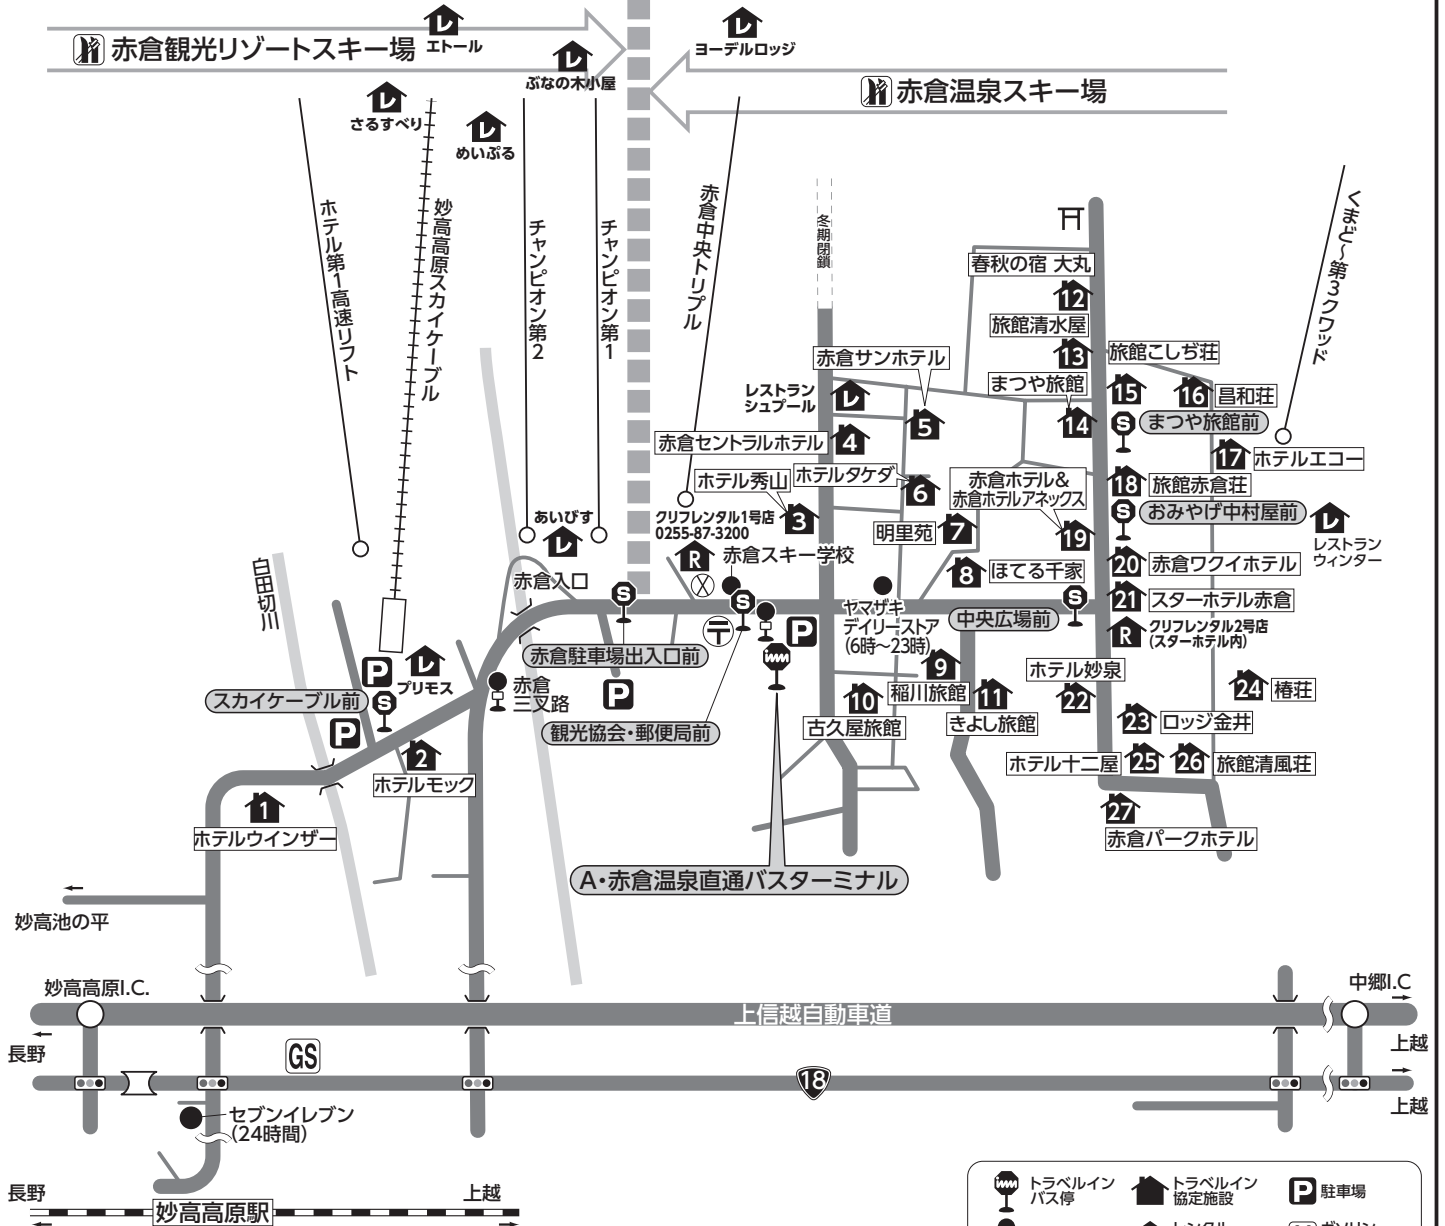 レ
エトール
レ
ヨーデルロッジ
赤倉観光リゾートスキー場
レ
ぶなの木小屋
赤倉温泉スキー場
レ
さるすべり
レ
めいぷる
ホテル第1高速リフト
妙高高原スカイケーブル
チャンピオン第2
チャンピオン第1
赤倉中央トリプル
冬期閉鎖
くまど〜第3クワッド
春秋の宿 大丸
12
旅館清水屋
13
旅館こしぢ荘
赤倉サンホテル
まつや旅館
15
16
昌和荘
レストラン
シュプール
レ
5
14
S
まつや旅館前
赤倉セントラルホテル
4
17
ホテルエコー
ホテル秀山
ホテルタケダ
6
赤倉ホテル&
赤倉ホテルアネックス
18
旅館赤倉荘
3
S
おみやげ中村屋前
レ
レストラン
ウィンター
あいびす
レ
クリフレンタル1号店
0255-87-3200
R
明里苑
7
19
赤倉スキー学校
20
赤倉ワクイホテル
白田切川
赤倉入口
8
ほてる千家
S
S
S
21
スターホテル赤倉
ヤマザキ
デイリーストア
(6時〜23時)
中央広場前
R
クリフレンタル2号店
(スターホテル内)
P
〒
赤倉駐車場出入口前
P
レ
プリモス
9
ホテル妙泉
スカイケーブル前
S
赤倉
三叉路
P
稲川旅館
11
22
24
椿荘
P
観光協会・郵便局前
10
古久屋旅館
きよし旅館
23
ロッジ金井
2
ホテルモック
ホテル十二屋
25
26
旅館清風荘
1
ホテルウインザー
27
赤倉パークホテル
A・赤倉温泉直通バスターミナル
妙高池の平
妙高高原I.C.
中郷I.C
上信越自動車道
長野
上越
GS
18
上越
セブンイレブン
(24時間)
長野
上越
妙高高原駅
トラベルイン
バス停
トラベルイン
協定施設
P
駐車場